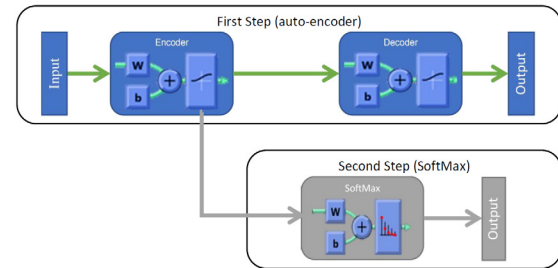 First Step (auto-encoder)
Input
Encoder
W
b
+
Decoder
W
b
+
Output
Second Step (SoftMax)
SoftMax
W
b
+
Output